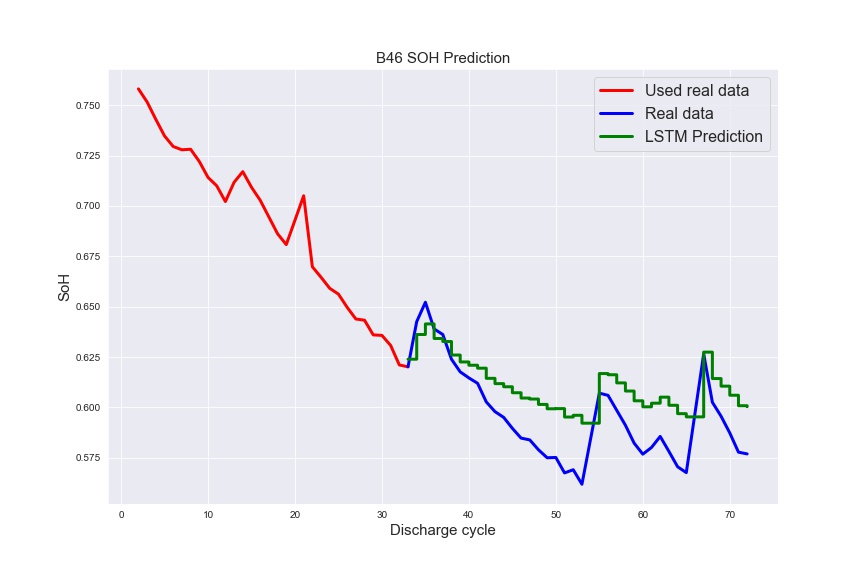 B46 SOH Prediction
Used real data
Real data
LSTM Prediction
0.750
0.725
0.700
0.675
0.650
0.625
0.600
0.575
SoH
0 10 20 30 40 50 60 70
Discharge cycle